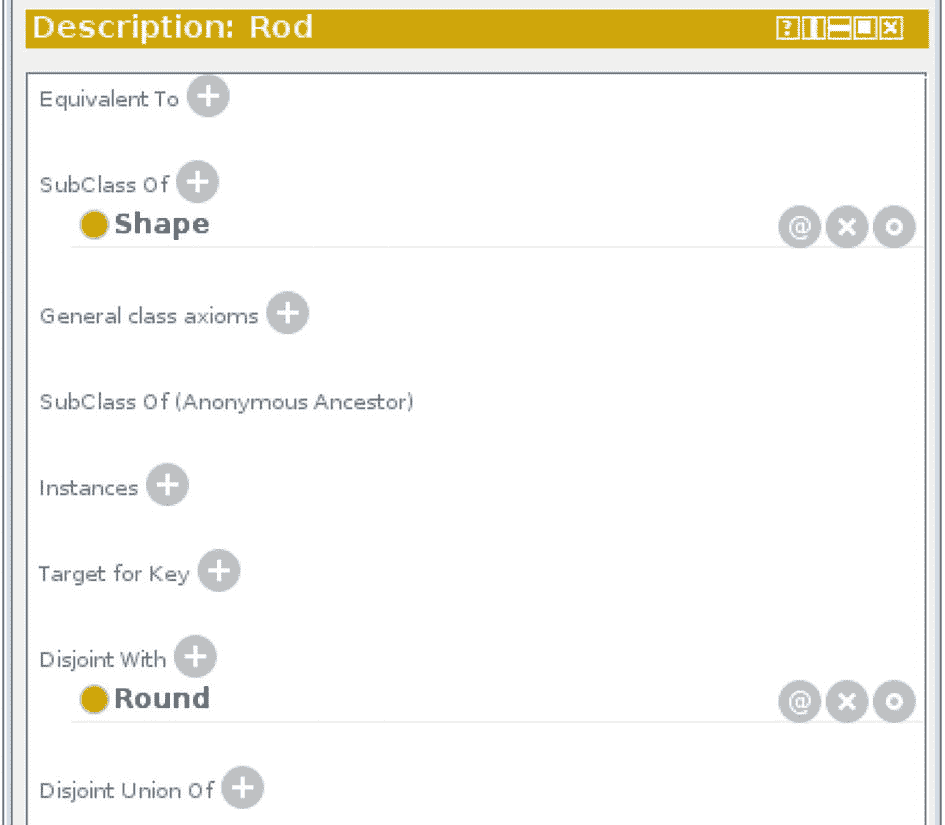 Description: Rod
Equivalent To
SubClass Of
Shape
General class axioms
SubClass Of (Anonymous Ancestor)
Instances
Target for Key
Disjoint With
Round
Disjoint Union Of